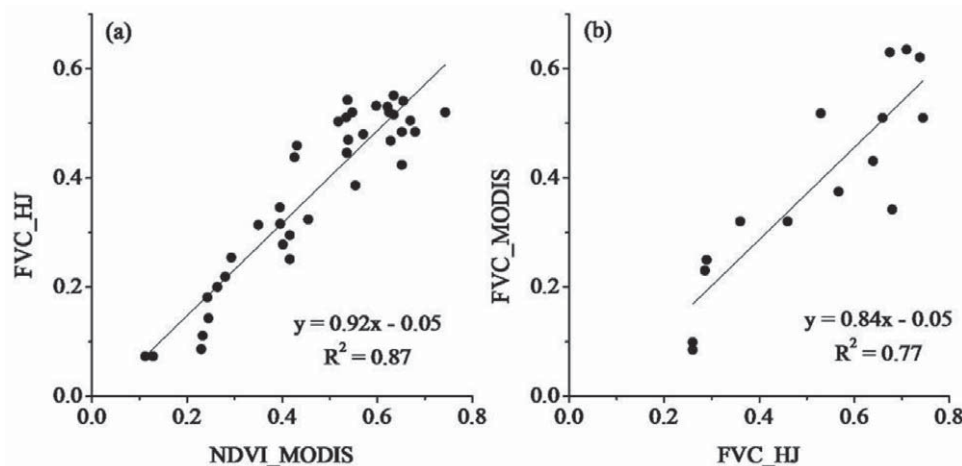 (a)
FVC_HJ
0.6
0.4
0.2
0.0
y = 0.92x - 0.05
R² = 0.87
0.0 0.2 0.4 0.6 0.8
NDVI_MODIS
(b)
FVC_MODIS
0.6
0.4
0.2
0.0
y = 0.84x - 0.05
R² = 0.77
0.0 0.2 0.4 0.6 0.8
FVC_HJ